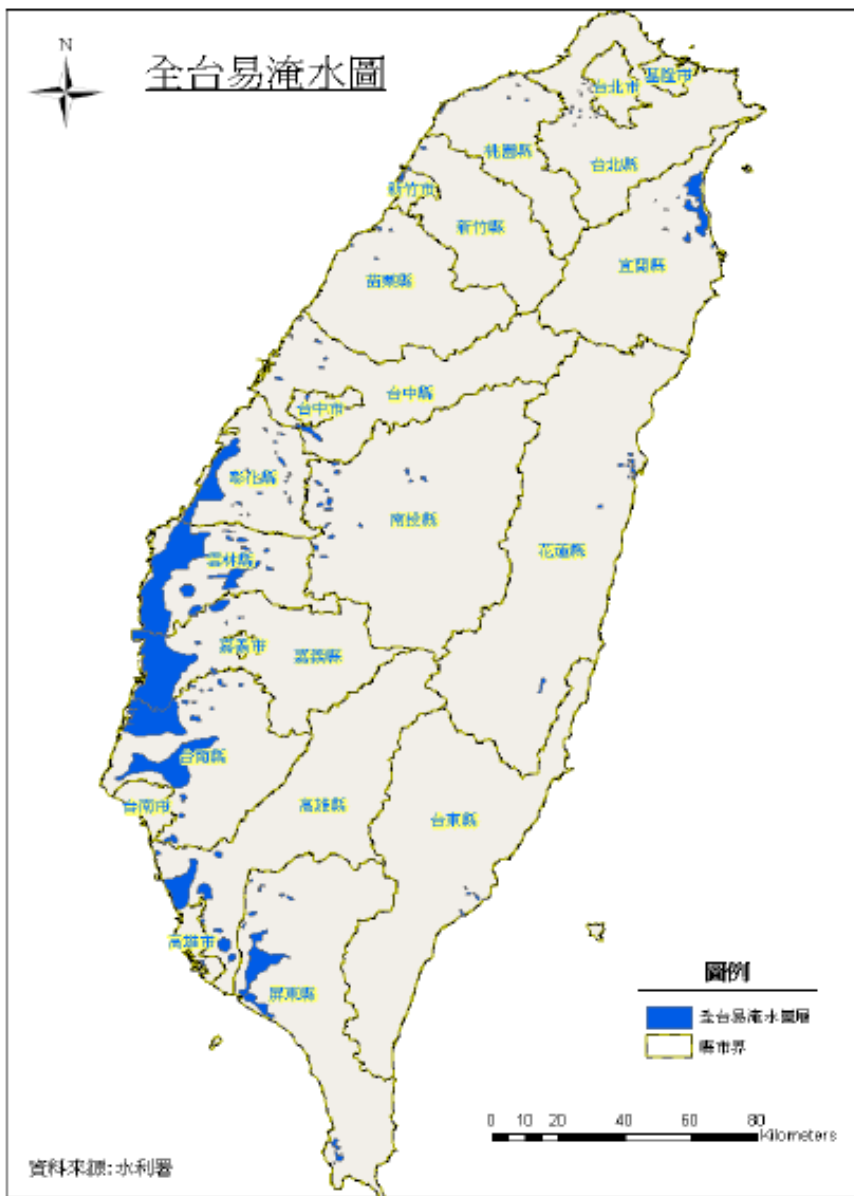 N
全台易淹水圖
基隆市
台北市
桃園縣
台北縣
新竹市
新竹縣
宜蘭縣
苗栗縣
台中縣
台中市
彰化縣
南投縣
花蓮縣
雲林縣
嘉義市
嘉義縣
台南縣
台南市
高雄縣
台東縣
高雄市
屏東縣
圖例
全台易淹水圖層
縣市界
0 10 20 40 60 80
Kilometers
資料來源:水利署